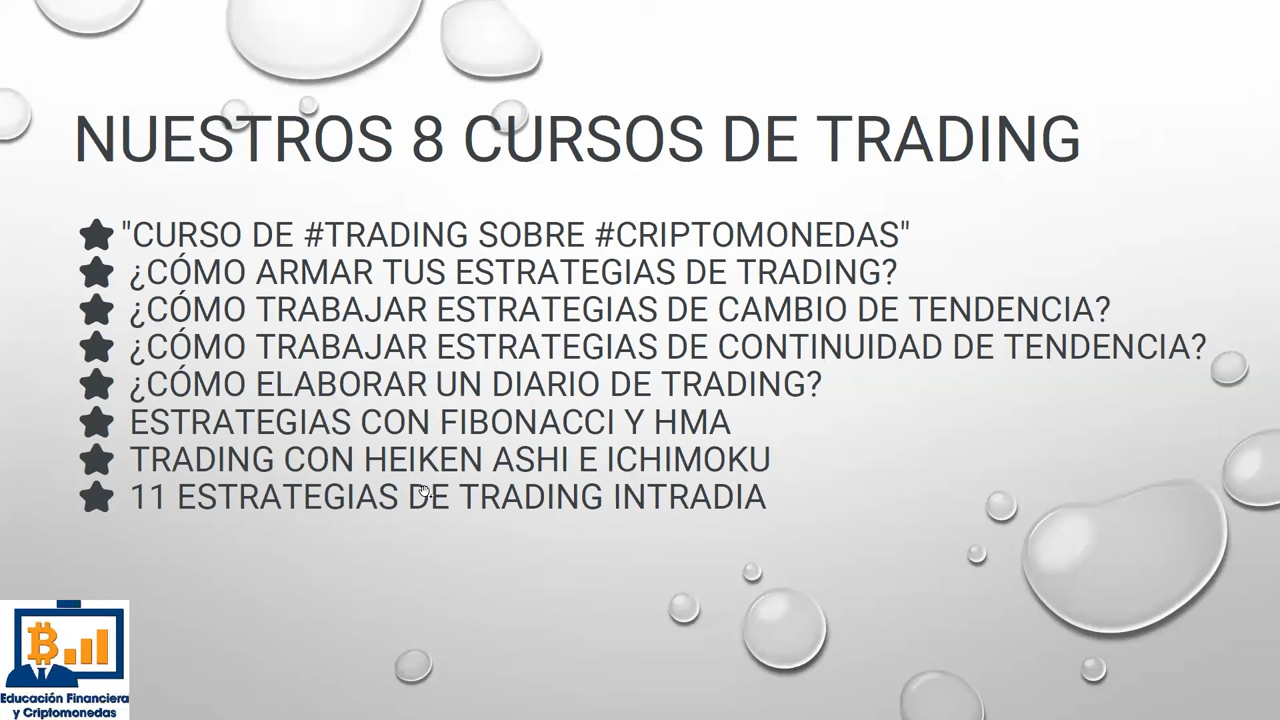 NUESTROS 8 CURSOS DE TRADING
"CURSO DE #TRADING SOBRE #CRIPTOMONEDAS"
¿CÓMO ARMAR TUS ESTRATEGIAS DE TRADING?
¿CÓMO TRABAJAR ESTRATEGIAS DE CAMBIO DE TENDENCIA?
¿CÓMO TRABAJAR ESTRATEGIAS DE CONTINUIDAD DE TENDENCIA?
¿CÓMO ELABORAR UN DIARIO DE TRADING?
ESTRATEGIAS CON FIBONACCI Y HMA
TRADING CON HEIKEN ASHI E ICHIMOKU
11 ESTRATEGIAS DE TRADING INTRADIA
Educación Financiera
y Criptomonedas